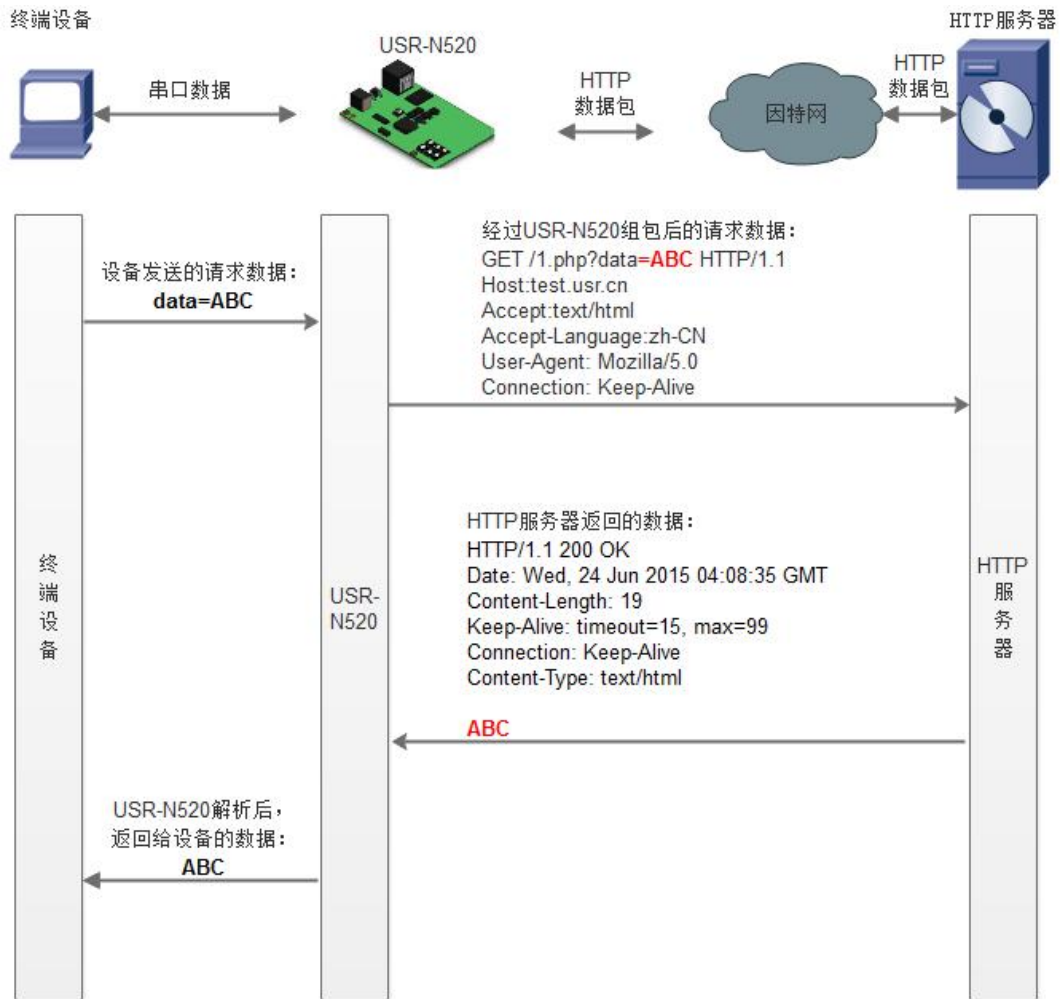 终端设备
HTTP服务器
USR-N520
串口数据
HTTP
数据包
因特网
HTTP
数据包
设备发送的请求数据：
data=ABC
经过USR-N520组包后的请求数据：
GET /1.php?data=ABC HTTP/1.1
Host:test.usr.cn
Accept:text/html
Accept-Language:zh-CN
User-Agent: Mozilla/5.0
Connection: Keep-Alive
终
端
设
备
USR-
N520
HTTP
服
务
器
HTTP服务器返回的数据：
HTTP/1.1 200 OK
Date: Wed, 24 Jun 2015 04:08:35 GMT
Content-Length: 19
Keep-Alive: timeout=15, max=99
Connection: Keep-Alive
Content-Type: text/html
ABC
USR-N520解析后，
返回给设备的数据：
ABC